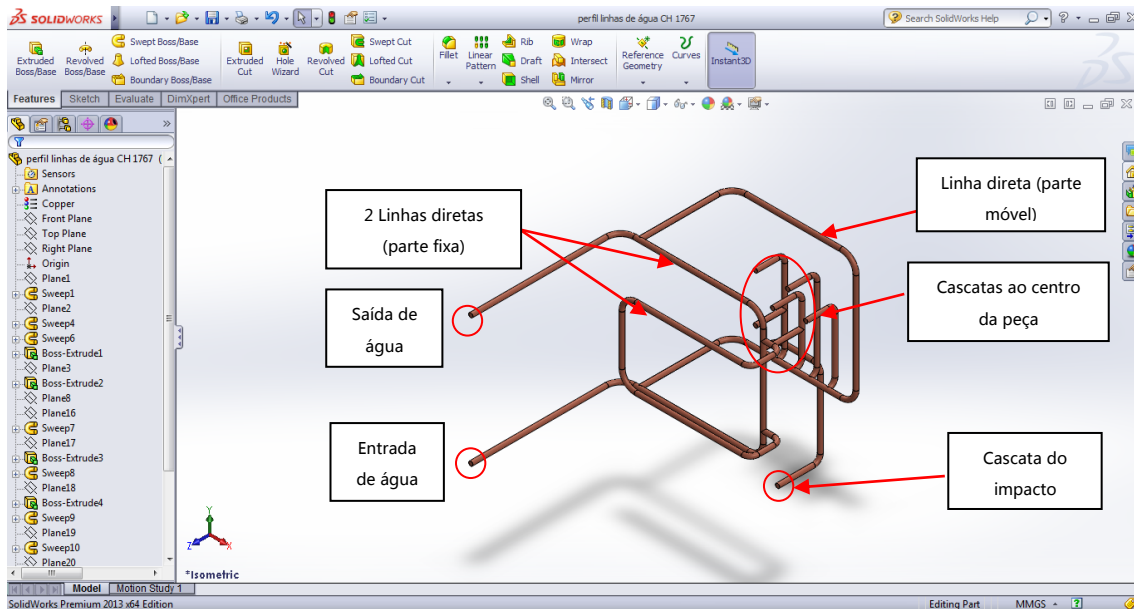 SOLIDWORKS
perfil linhas de água CH 1767
Search SolidWorks Help
Extruded Boss/Base
Revolved Boss/Base
Swept Boss/Base
Lofted Boss/Base
Boundary Boss/Base
Extruded Cut
Hole Wizard
Revolved Cut
Swept Cut
Lofted Cut
Boundary Cut
Fillet
Linear Pattern
Rib
Draft
Shell
Wrap
Intersect
Mirror
Reference Geometry
Curves
Instant3D
Features
Sketch
Evaluate
DimXpert
Office Products
perfil linhas de água CH 1767 (
Sensors
Annotations
Copper
Front Plane
Top Plane
Right Plane
Origin
Plane1
Sweep1
Plane2
Sweep4
Sweep6
Boss-Extrude1
Plane3
Boss-Extrude2
Plane8
Plane16
Sweep7
Plane17
Boss-Extrude3
Sweep8
Plane18
Boss-Extrude4
Sweep9
Plane19
Sweep10
Plane20
2 Linhas diretas
(parte fixa)
Saída de
água
Entrada
de água
Linha direta (parte
móvel)
Cascatas ao centro
da peça
Cascata do
impacto
Y
Z
X
*Isometric
Model
Motion Study 1
SolidWorks Premium 2013 x64 Edition
Editing Part
MMGS